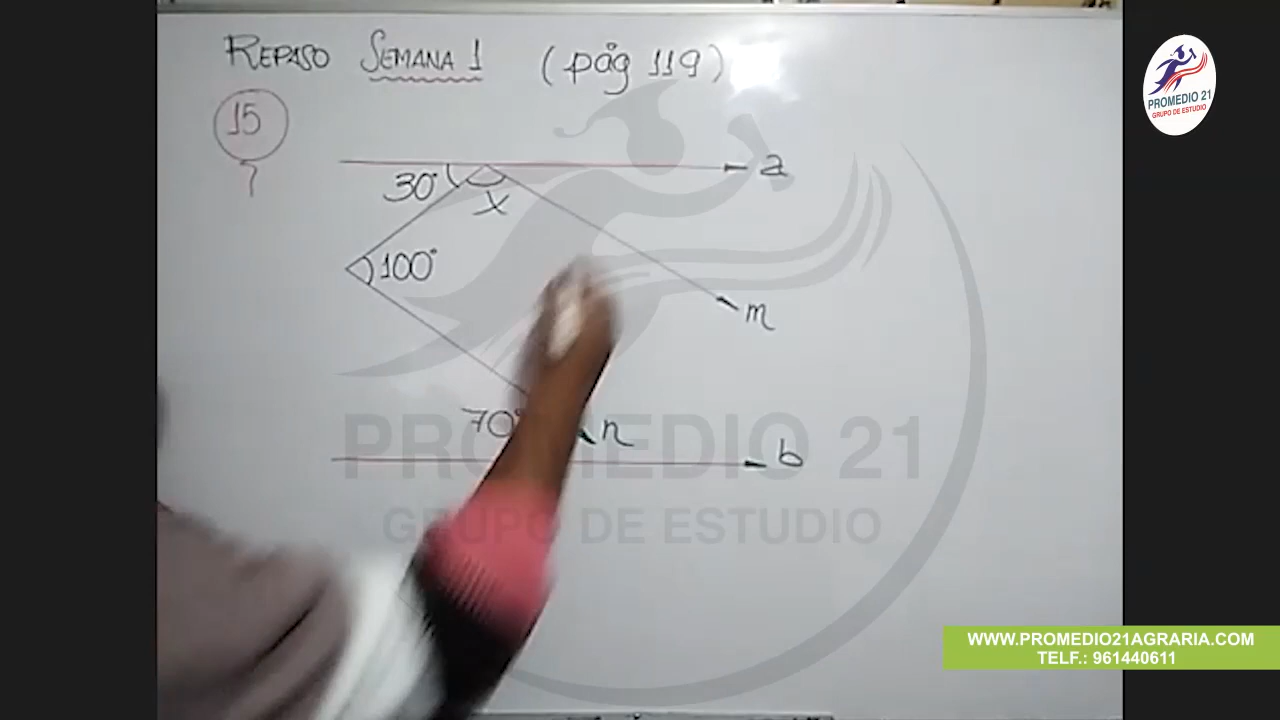 REPASO SEMANA 1 (pág 119)
15
a
30°
x
100°
m
70°
n
b
PROMEDIO 21
GRUPO DE ESTUDIO
PROMEDIO 21
GRUPO DE ESTUDIO
WWW.PROMEDIO21AGRARIA.COM
TELF.: 961440611